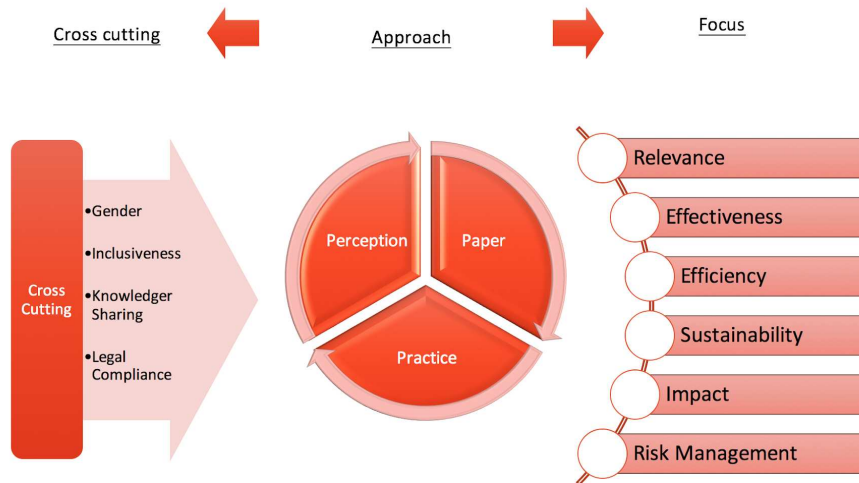 Cross cutting
Approach
Focus
Cross
Cutting
•Gender
•Inclusiveness
•Knowledger
Sharing
•Legal
Compliance
Perception
Paper
Practice
Relevance
Effectiveness
Efficiency
Sustainability
Impact
Risk Management